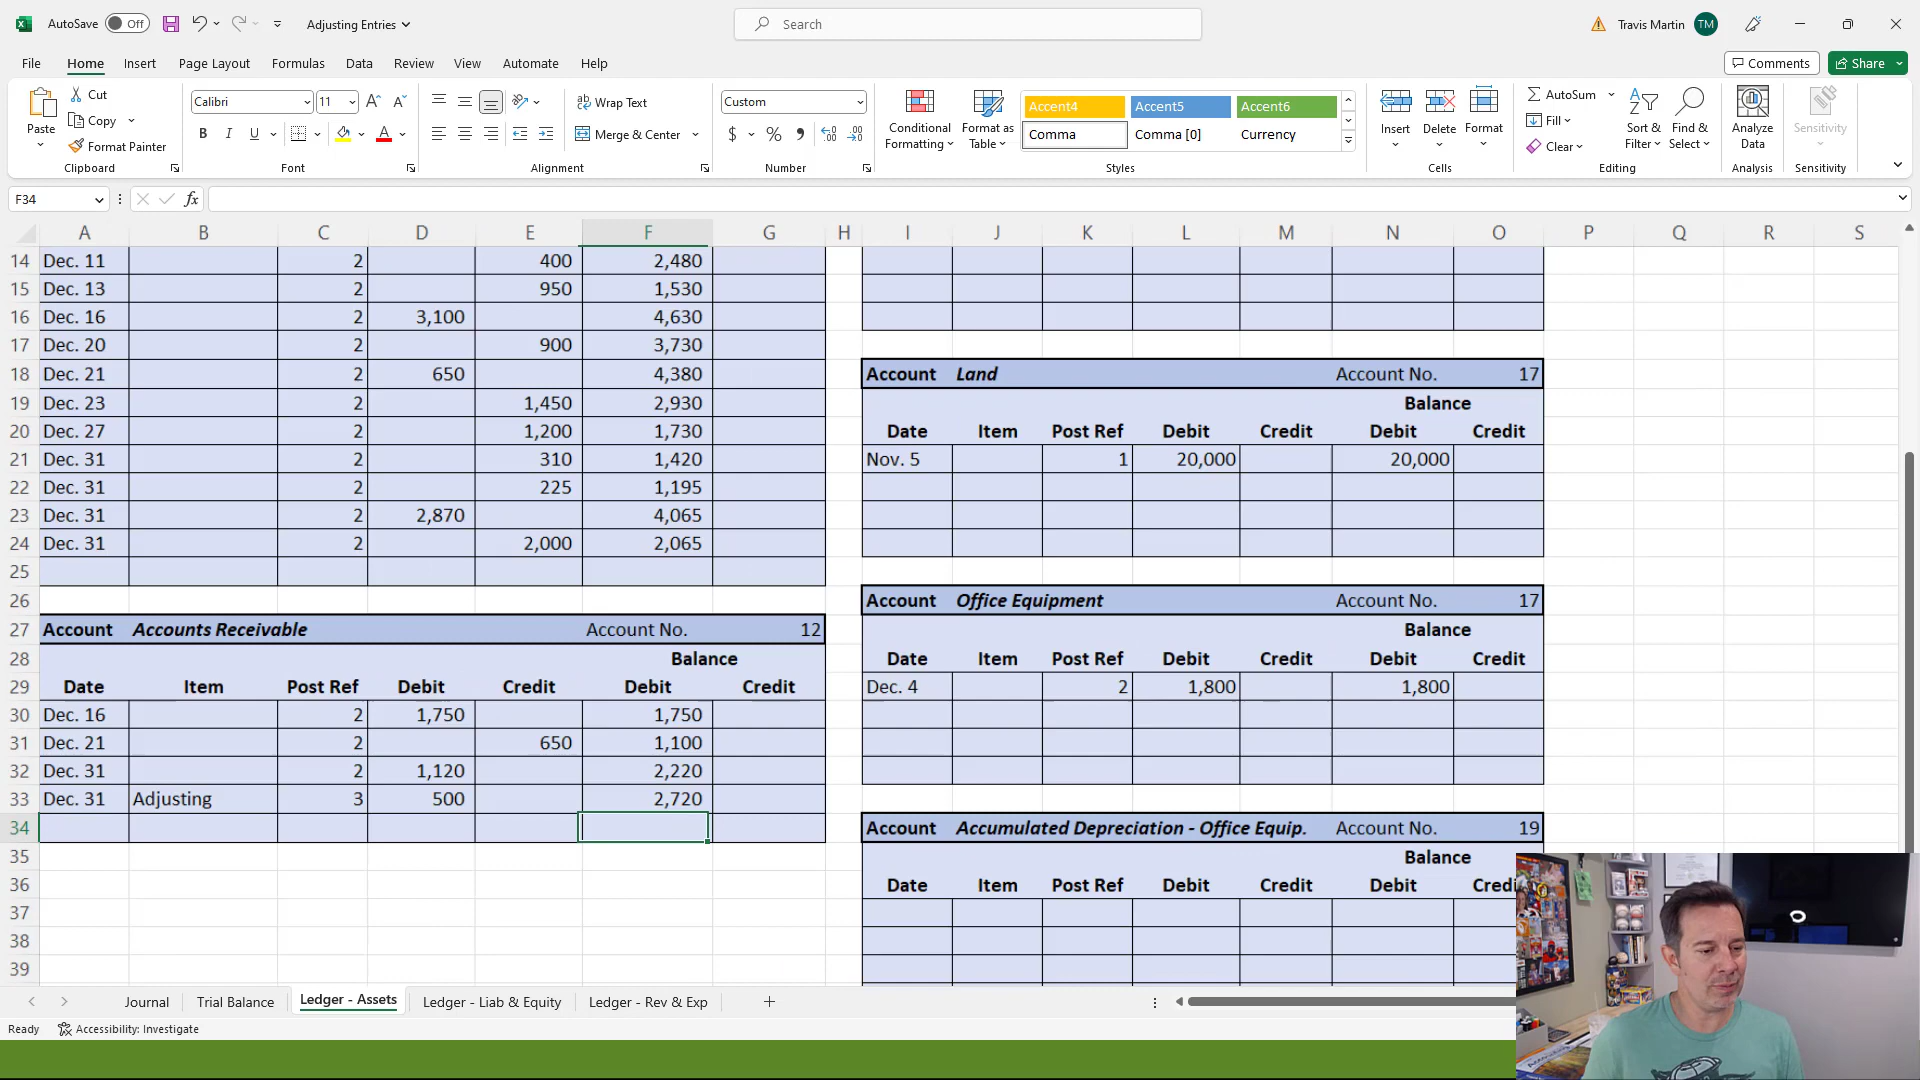 AutoSave Off Adjusting Entries Search Travis Martin TM
File Home Insert Page Layout Formulas Data Review View Automate Help Comments Share
Paste Cut Copy Format Painter Clipboard
Calibri 11 B I U A Font
Wrap Text Merge & Center Alignment
Custom $ % Number
Conditional Formatting Format as Table Accent4 Accent5 Accent6 Comma Comma [0] Currency Styles
Insert Delete Format Cells
AutoSum Fill Clear Sort & Filter Find & Select Editing
Analyze Data Analysis
Sensitivity Sensitivity
F34 fx
A B C D E F G H I J K L M N O P Q R S
14 Dec. 11 2 400 2,480
15 Dec. 13 2 950 1,530
16 Dec. 16 2 3,100 4,630
17 Dec. 20 2 900 3,730
18 Dec. 21 2 650 4,380 Account Land Account No. 17
19 Dec. 23 2 1,450 2,930 Balance
20 Dec. 27 2 1,200 1,730 Date Item Post Ref Debit Credit Debit Credit
21 Dec. 31 2 310 1,420 Nov. 5 1 20,000 20,000
22 Dec. 31 2 225 1,195
23 Dec. 31 2 2,870 4,065
24 Dec. 31 2 2,000 2,065
25
26 Account Office Equipment Account No. 17
27 Account Accounts Receivable Account No. 12 Balance
28 Balance Date Item Post Ref Debit Credit Debit Credit
29 Date Item Post Ref Debit Credit Debit Credit Dec. 4 2 1,800 1,800
30 Dec. 16 2 1,750 1,750
31 Dec. 21 2 650 1,100
32 Dec. 31 2 1,120 2,220
33 Dec. 31 Adjusting 3 500 2,720
34 Account Accumulated Depreciation - Office Equip. Account No. 19
35 Balance
36 Date Item Post Ref Debit Credit Debit Credi
37
38
39
Journal Trial Balance Ledger - Assets Ledger - Liab & Equity Ledger - Rev & Exp
Ready Accessibility: Investigate